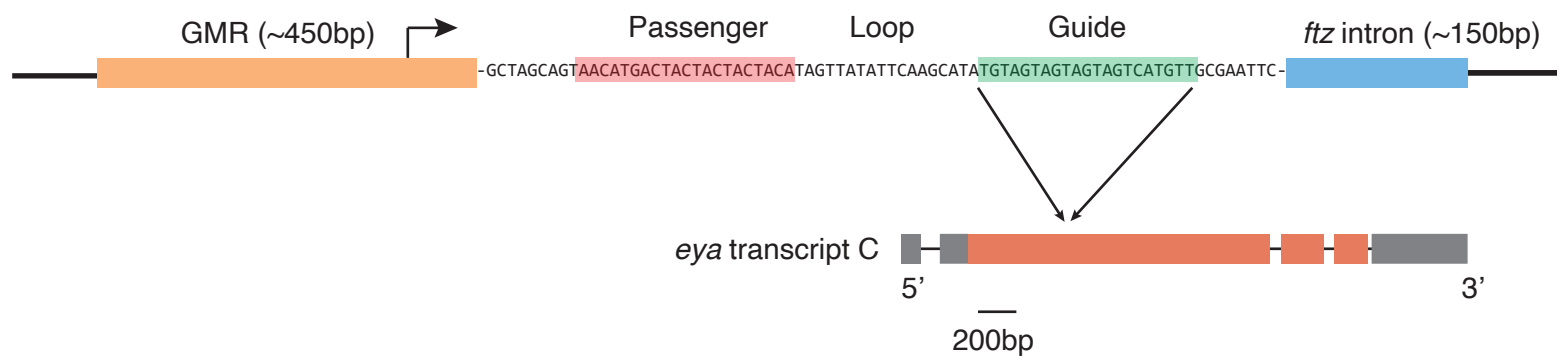 GMR (~450bp) Passenger Loop Guide ftz intron (~150bp)
-GCTAGCAGTAACATGACTACTACTACTACATAGTTATATTCAAGCATATGTAGTAGTAGTAGTCATGTTGCGAATTC-
eya transcript C
5’ 3’
200bp